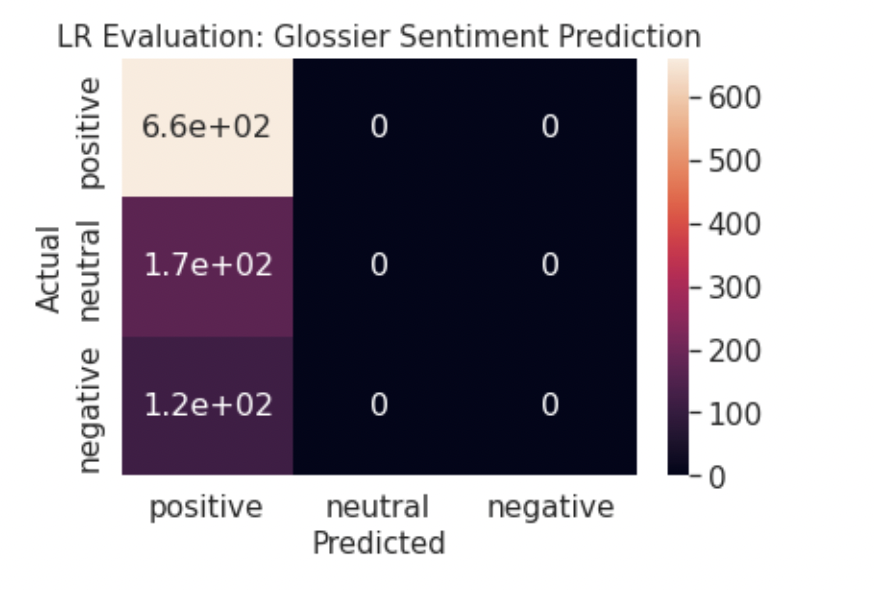 LR Evaluation: Glossier Sentiment Prediction
Actual
positive
6.6e+02 0 0
neutral
1.7e+02 0 0
negative
1.2e+02 0 0
positive neutral negative
Predicted
600
500
400
300
200
100
0